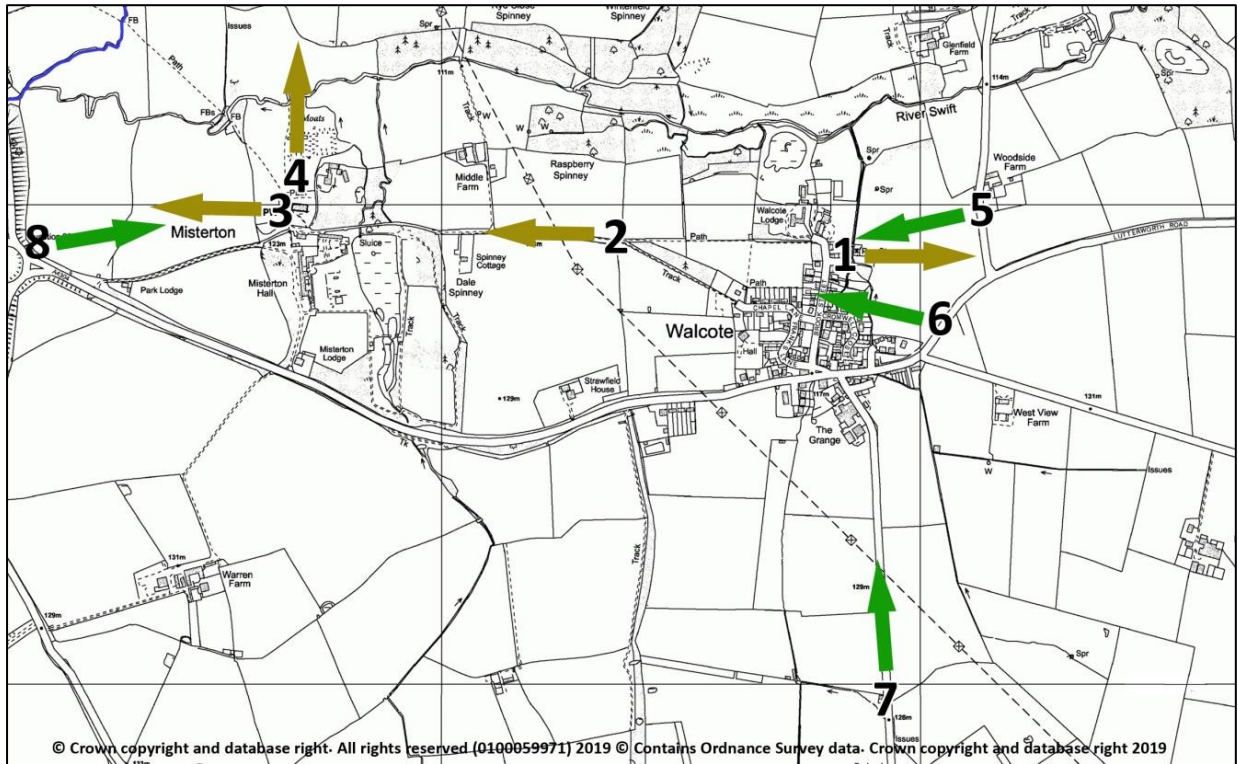 FB
Issues
Spr
Rye Close
Spinney
Winterfield
Spinney
Track
Glenfield
Farm
Path
111m
114m
Spr
FBs
FB
Moats
Track
W
W
W
River Swift
Spr
Raspberry
Spinney
Woodside
Farm
Middle
Farm
Spr
4
3
5
Walcote
Lodge
8
Misterton
2
1
LUTTERWORTH ROAD
123m
Sluice
Path
Spinney
Cottage
Park Lodge
Misterton
Hall
Dale
Spinney
Track
Path
CHAPEL LANE
6
Walcote
Hall
Track
Misterton
Lodge
Strawfield
House
129m
117m
131m
The
Grange
West View
Farm
Tk
Issues
W
131m
Warren
Farm
Track
129m
129m
Spr
7
128m
Issues
© Crown copyright and database right. All rights reserved (0100059971) 2019 © Contains Ordnance Survey data. Crown copyright and database right 2019